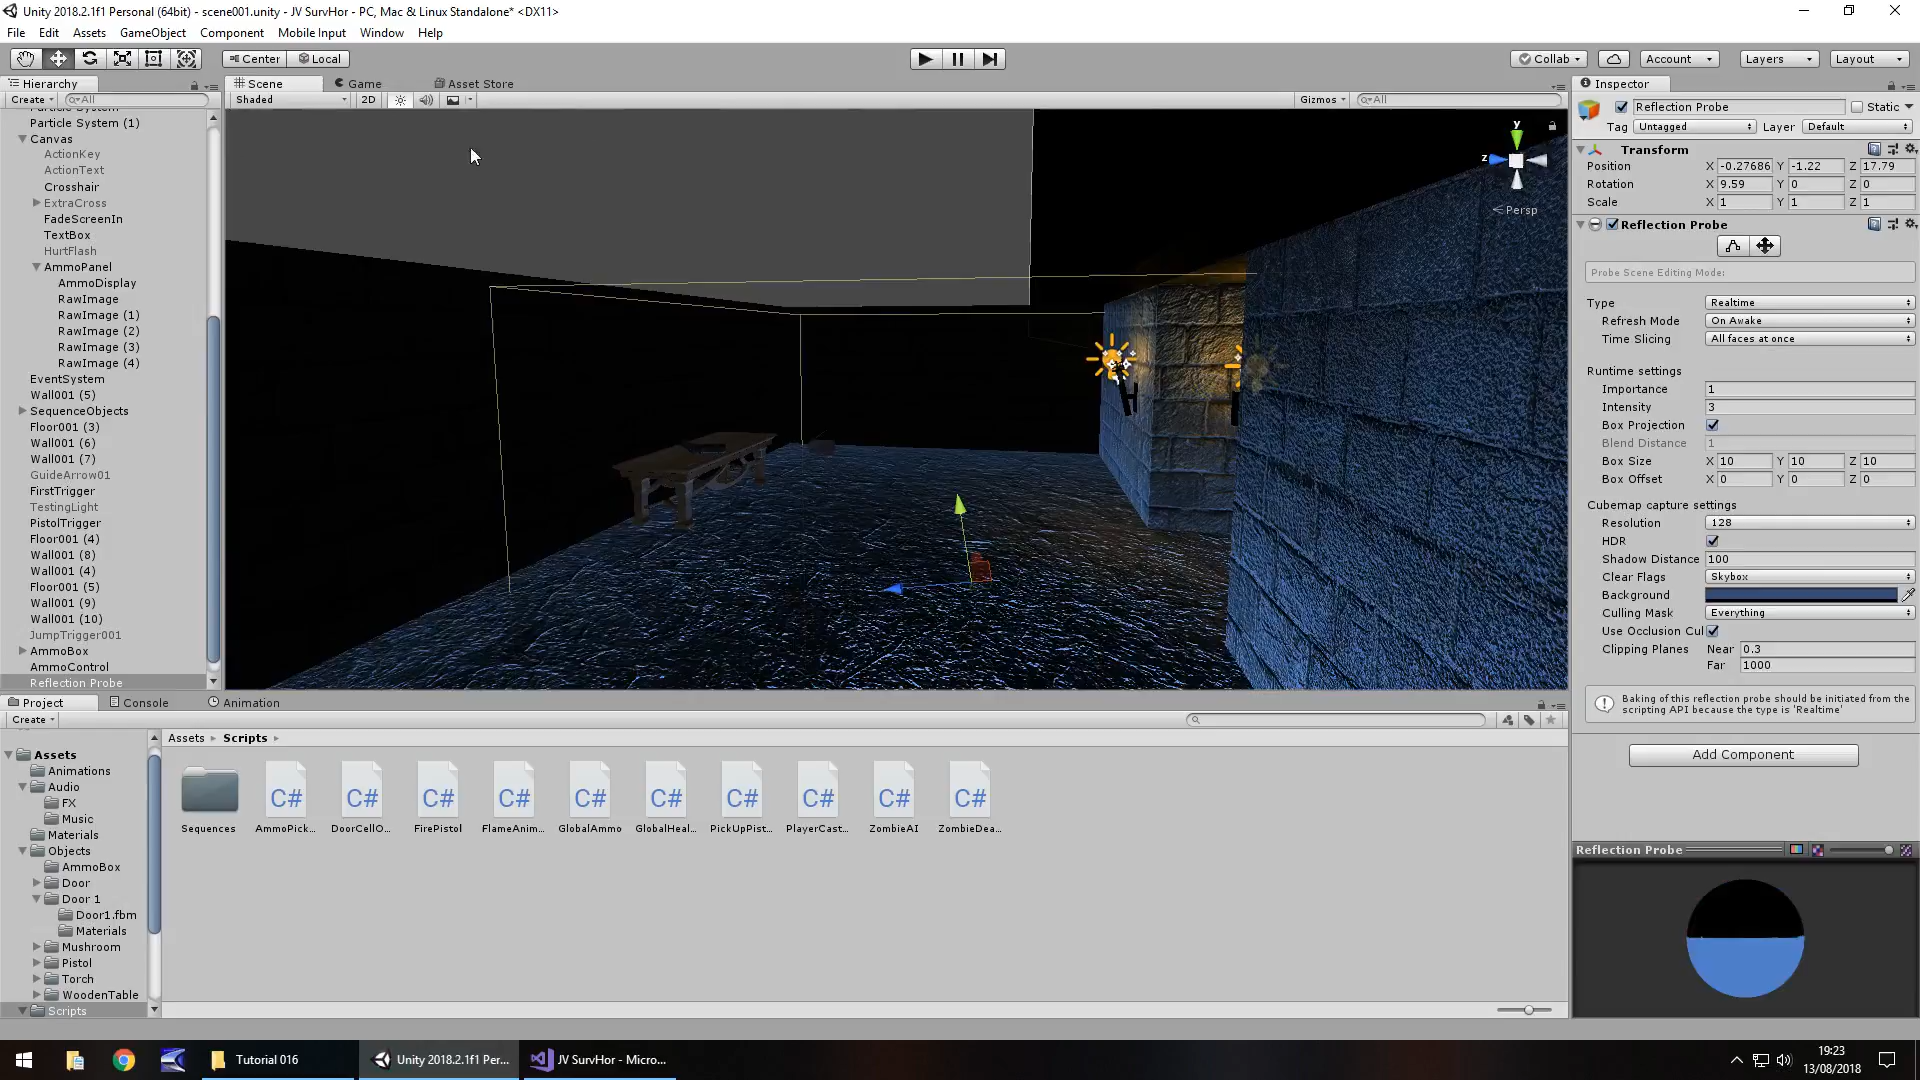 Unity 2018.2.1f1 Personal (64bit) - scene001.unity - JV SurvHor - PC, Mac & Linux Standalone* <DX11>
File Edit Assets GameObject Component Mobile Input Window Help
Center Local Collab Account Layers Layout
Hierarchy Scene Game Asset Store Inspector
Create All Shaded 2D Gizmos All
Reflection Probe Static
Tag Untagged Layer Default
Particle System
Particle System (1)
Canvas
ActionKey
ActionText
Crosshair
ExtraCross
FadeScreenIn
TextBox
HurtFlash
AmmoPanel
AmmoDisplay
RawImage
RawImage (1)
RawImage (2)
RawImage (3)
RawImage (4)
EventSystem
Wall001 (5)
SequenceObjects
Floor001 (3)
Wall001 (6)
Wall001 (7)
GuideArrow01
FirstTrigger
TestingLight
PistolTrigger
Floor001 (4)
Wall001 (8)
Wall001 (4)
Floor001 (5)
Wall001 (9)
Wall001 (10)
JumpTrigger001
AmmoBox
AmmoControl
Reflection Probe
y
z
Persp
Transform
Position X -0.27686 Y -1.22 Z 17.79
Rotation X 9.59 Y 0 Z 0
Scale X 1 Y 1 Z 1
Reflection Probe
Probe Scene Editing Mode:
Type Realtime
Refresh Mode On Awake
Time Slicing All faces at once
Runtime settings
Importance 1
Intensity 3
Box Projection
Blend Distance 1
Box Size X 10 Y 10 Z 10
Box Offset X 0 Y 0 Z 0
Cubemap capture settings
Resolution 128
HDR
Shadow Distance 100
Clear Flags Skybox
Background
Culling Mask Everything
Use Occlusion Cul
Clipping Planes Near 0.3
Far 1000
Baking of this reflection probe should be initiated from the
scripting API because the type is 'Realtime'
Add Component
Reflection Probe
Project Console Animation
Create
Assets
Animations
Audio
FX
Music
Materials
Objects
AmmoBox
Door
Door 1
Door1.fbm
Materials
Mushroom
Pistol
Torch
WoodenTable
Scripts
Assets Scripts
C# C# C# C# C# C# C# C# C# C#
Sequences AmmoPick... DoorCellO... FirePistol FlameAnim... GlobalAmmo GlobalHeal... PickUpPist... PlayerCast... ZombieAI ZombieDea...
Tutorial 016 Unity 2018.2.1f1 Per... JV SurvHor - Micro...
19:23
13/08/2018